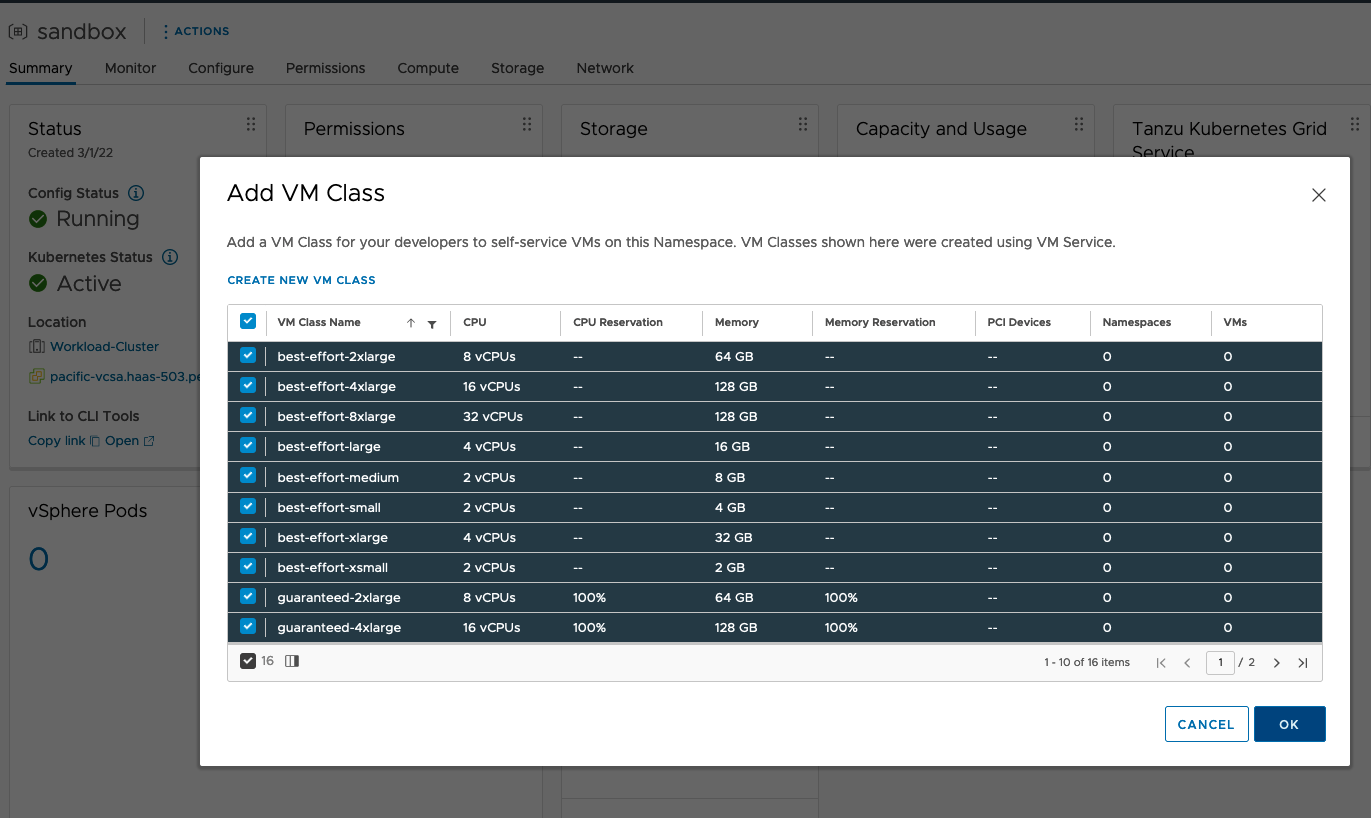 sandbox ACTIONS
Summary Monitor Configure Permissions Compute Storage Network
Status Permissions Storage Capacity and Usage Tanzu Kubernetes Grid
Service
Created 3/1/22
Config Status
Running
Kubernetes Status
Active
Location
Workload-Cluster
pacific-vcsa.haas-503.pe
Link to CLI Tools
Copy link Open
vSphere Pods
0
Add VM Class
Add a VM Class for your developers to self-service VMs on this Namespace. VM Classes shown here were created using VM Service.
CREATE NEW VM CLASS
VM Class Name CPU CPU Reservation Memory Memory Reservation PCI Devices Namespaces VMs
best-effort-2xlarge 8 vCPUs -- 64 GB -- -- 0 0
best-effort-4xlarge 16 vCPUs -- 128 GB -- -- 0 0
best-effort-8xlarge 32 vCPUs -- 128 GB -- -- 0 0
best-effort-large 4 vCPUs -- 16 GB -- -- 0 0
best-effort-medium 2 vCPUs -- 8 GB -- -- 0 0
best-effort-small 2 vCPUs -- 4 GB -- -- 0 0
best-effort-xlarge 4 vCPUs -- 32 GB -- -- 0 0
best-effort-xsmall 2 vCPUs -- 2 GB -- -- 0 0
guaranteed-2xlarge 8 vCPUs 100% 64 GB 100% -- 0 0
guaranteed-4xlarge 16 vCPUs 100% 128 GB 100% -- 0 0
16 1 - 10 of 16 items 1 / 2
CANCEL OK